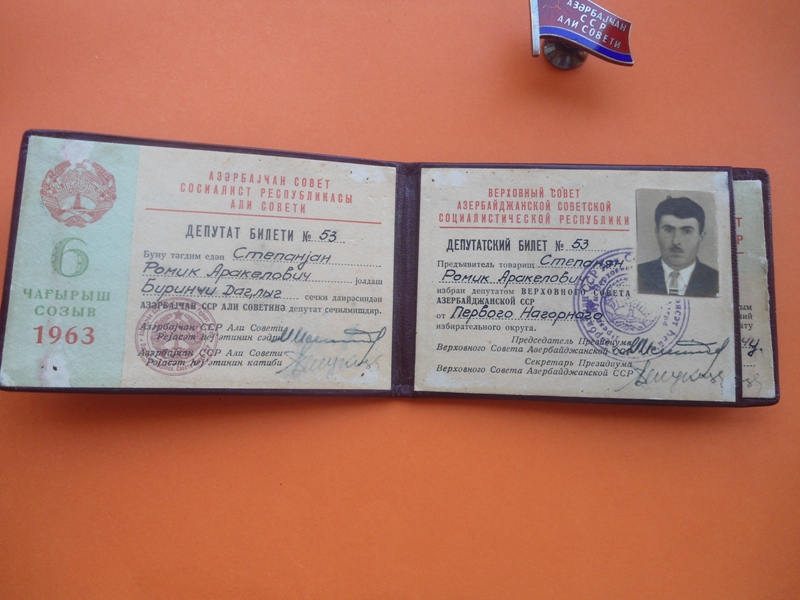 АЗӘРБАЈҸАН
ССР
АЛИ СОВЕТИ
6
ЧАҒЫРЫШ
СОЗЫВ
1963
АЗӘРБАЈҸАН СОВЕТ
СОСИАЛИСТ РЕСПУБЛИКАСЫ
АЛИ СОВЕТИ
ДЕПУТАТ БИЛЕТИ № 53
Буну тәгдим едән Степанјан
Ромик Аракелович јолдаш
Биринчи Дағлыг сечки даирәсиндән
АЗӘРБАЈҸАН ССР АЛИ СОВЕТИНӘ депутат сечилмишдир.
Азәрбајҹан ССР Али Совети
Рәјасәт һеј'әтинин сәдри
Азәрбајҹан ССР Али Совети
Рәјасәт һеј'әтинин катиби
ВЕРХОВНЫЙ СОВЕТ
АЗЕРБАЙДЖАНСКОЙ СОВЕТСКОЙ
СОЦИАЛИСТИЧЕСКОЙ РЕСПУБЛИКИ
ДЕПУТАТСКИЙ БИЛЕТ № 53
Предъявитель товарищ Степанян
Ромик Аракелович
избран депутатом ВЕРХОВНОГО СОВЕТА
АЗЕРБАЙДЖАНСКОЙ ССР
от Первого Нагорного
избирательного округа.
Председатель Президиума
Верховного Совета Азербайджанской ССР
Секретарь Президиума
Верховного Совета Азербайджанской ССР